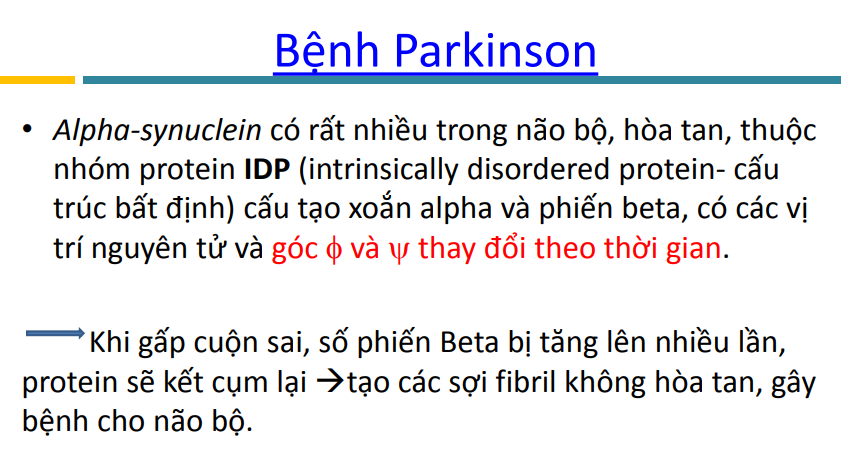 Bệnh Parkinson
• Alpha-synuclein có rất nhiều trong não bộ, hòa tan, thuộc
nhóm protein IDP (intrinsically disordered protein- cấu
trúc bất định) cấu tạo xoắn alpha và phiến beta, có các vị
trí nguyên tử và góc ϕ và ψ thay đổi theo thời gian.
Khi gấp cuộn sai, số phiến Beta bị tăng lên nhiều lần,
protein sẽ kết cụm lại →tạo các sợi fibril không hòa tan, gây
bệnh cho não bộ.